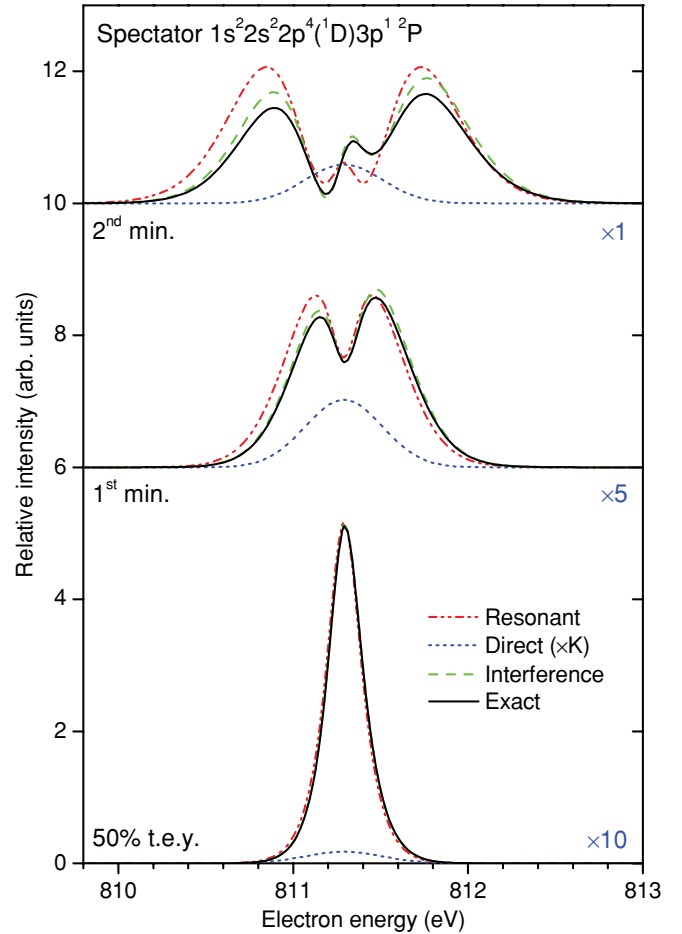 Spectator 1s²2s²2p⁴(¹D)3p¹ ²P
12
10
2ⁿᵈ min.
×1
8
6
1ˢᵗ min.
×5
4
Resonant
Direct (×K)
Interference
Exact
2
50% t.e.y.
×10
0
810
811
812
813
Electron energy (eV)
Relative intensity (arb. units)